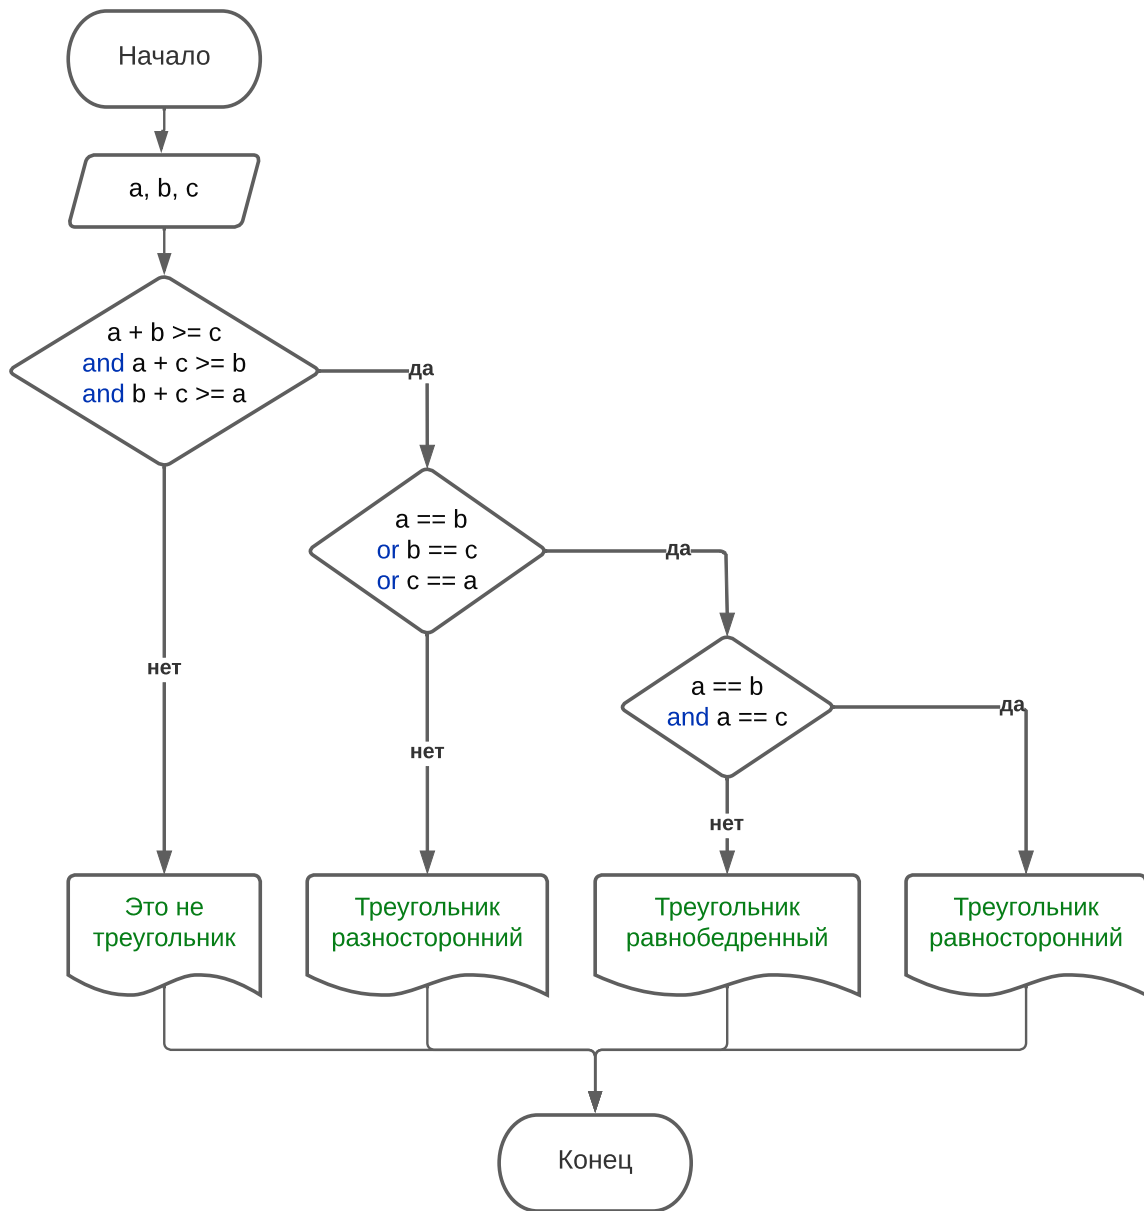 Начало
a, b, c
a + b >= c
and a + c >= b
and b + c >= a
да
a == b
or b == c
or c == a
да
a == b
and a == c
да
нет
нет
нет
Это не
треугольник
Треугольник
разносторонний
Треугольник
равнобедренный
Треугольник
равносторонний
Конец